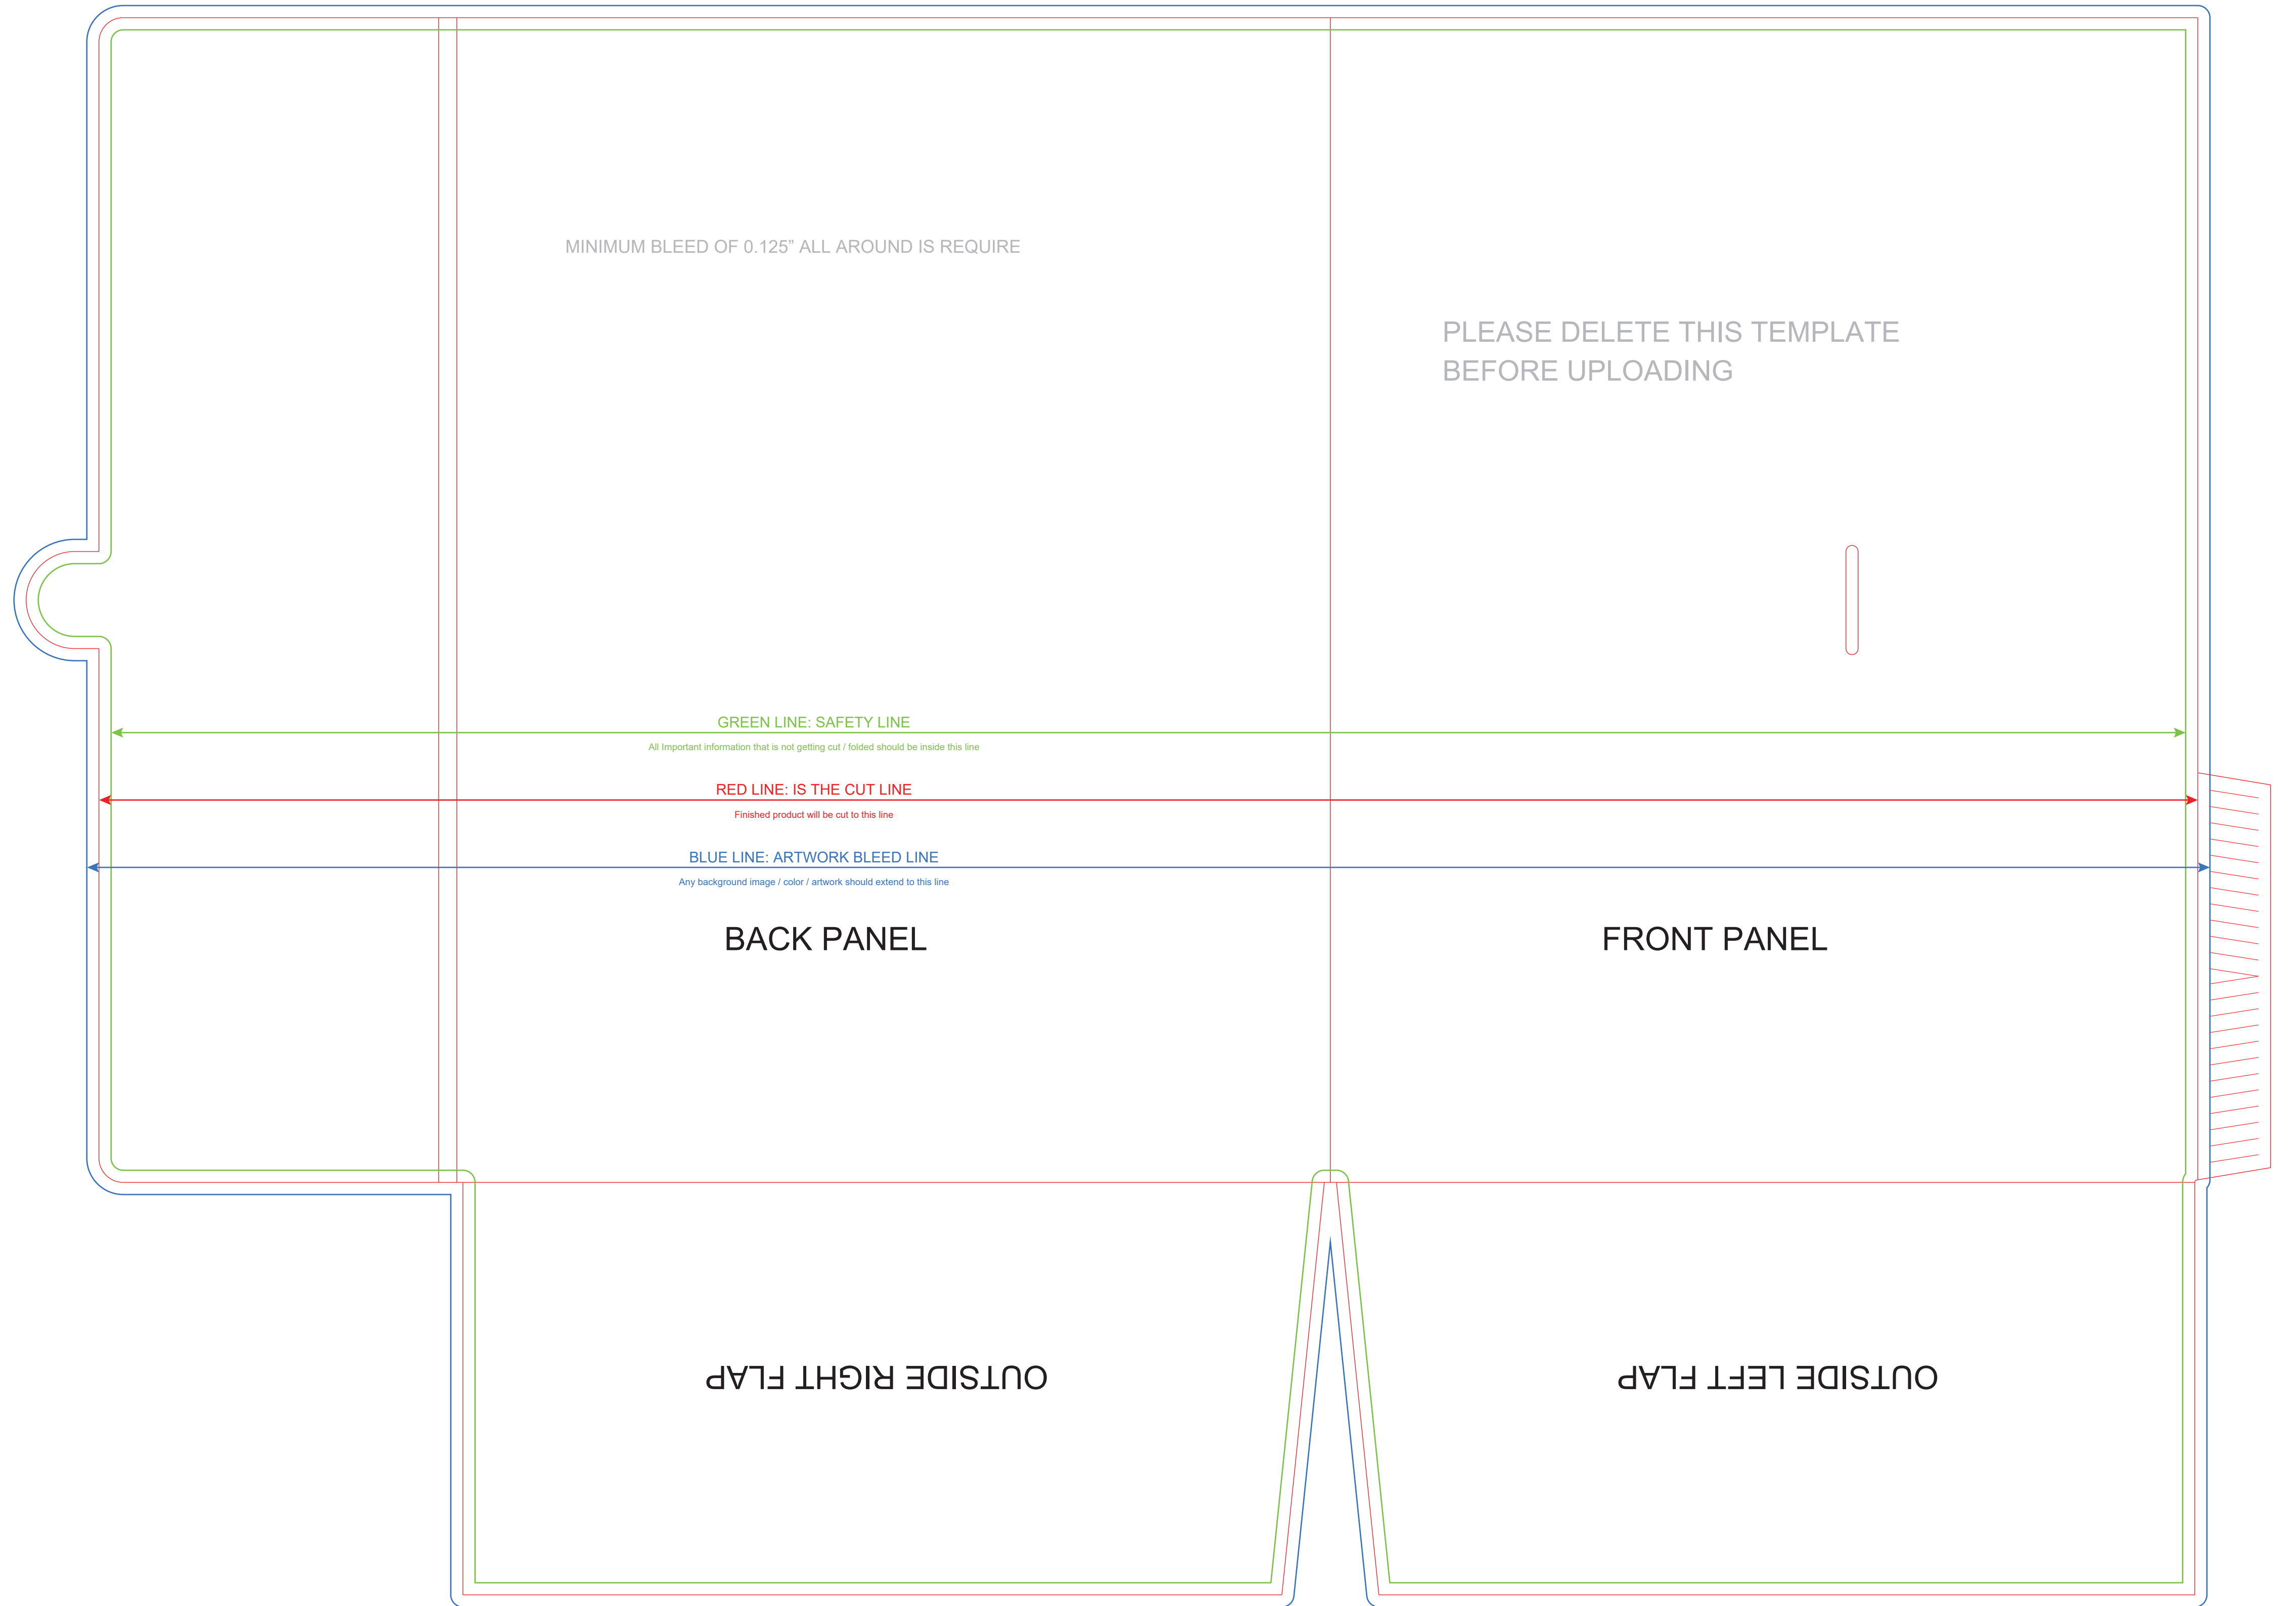 MINIMUM BLEED OF 0.125” ALL AROUND IS REQUIRE
PLEASE DELETE THIS TEMPLATE
BEFORE UPLOADING
GREEN LINE: SAFETY LINE
All Important information that is not getting cut / folded should be inside this line
RED LINE: IS THE CUT LINE
Finished product will be cut to this line
BLUE LINE: ARTWORK BLEED LINE
Any background image / color / artwork should extend to this line
BACK PANEL
FRONT PANEL
OUTSIDE RIGHT FLAP
OUTSIDE LEFT FLAP